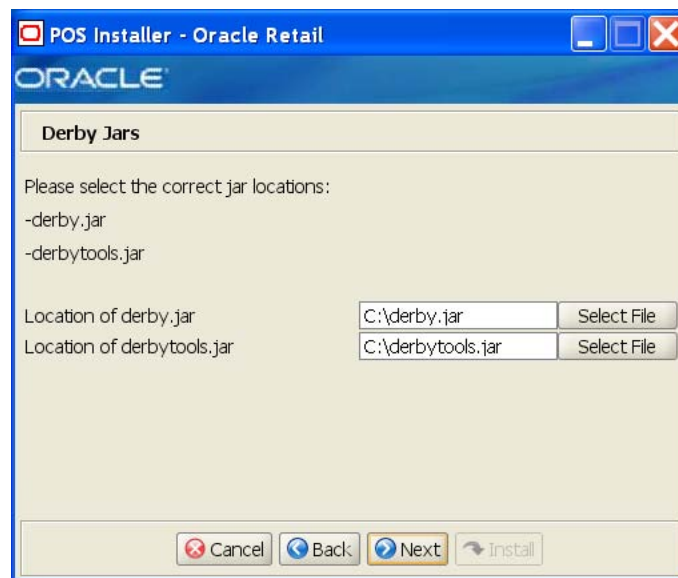 POS Installer - Oracle Retail
ORACLE
Derby Jars
Please select the correct jar locations:
-derby.jar
-derbytools.jar
Location of derby.jar C:\derby.jar Select File
Location of derbytools.jar C:\derbytools.jar Select File
Cancel Back Next Install